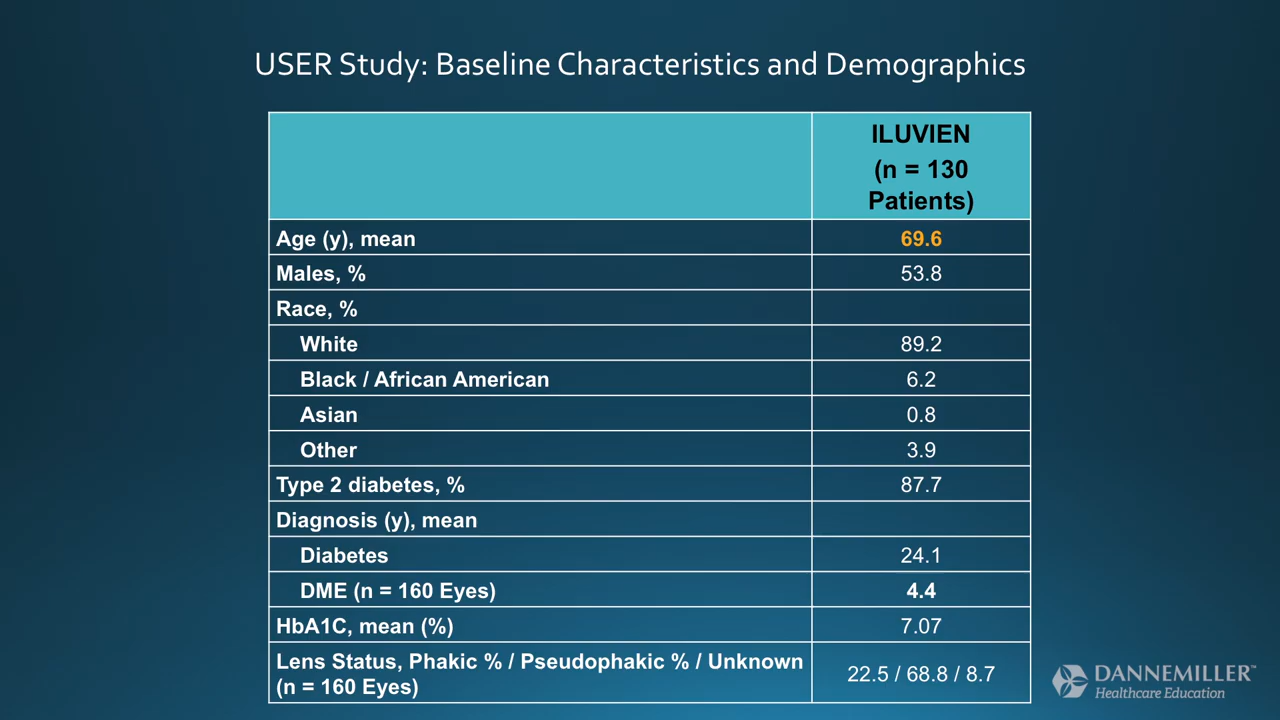 USER Study: Baseline Characteristics and Demographics
ILUVIEN
(n = 130
Patients)
Age (y), mean 69.6
Males, % 53.8
Race, %
White 89.2
Black / African American 6.2
Asian 0.8
Other 3.9
Type 2 diabetes, % 87.7
Diagnosis (y), mean
Diabetes 24.1
DME (n = 160 Eyes) 4.4
HbA1C, mean (%) 7.07
Lens Status, Phakic % / Pseudophakic % / Unknown
(n = 160 Eyes) 22.5 / 68.8 / 8.7
DANNEMILLER™
Healthcare Education